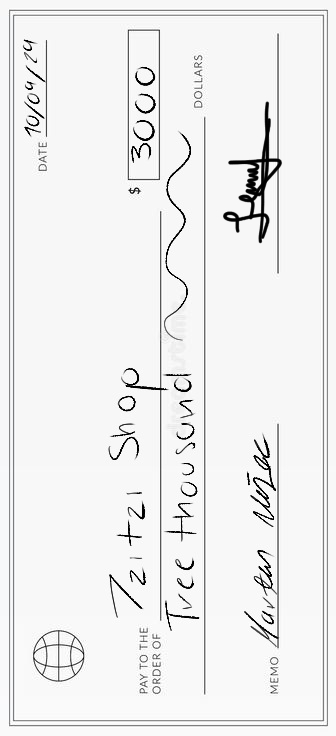 DATE 10/09/24
PAY TO THE ORDER OF Tzitzi Shop $ 3000
Tree thousand DOLLARS
MEMO